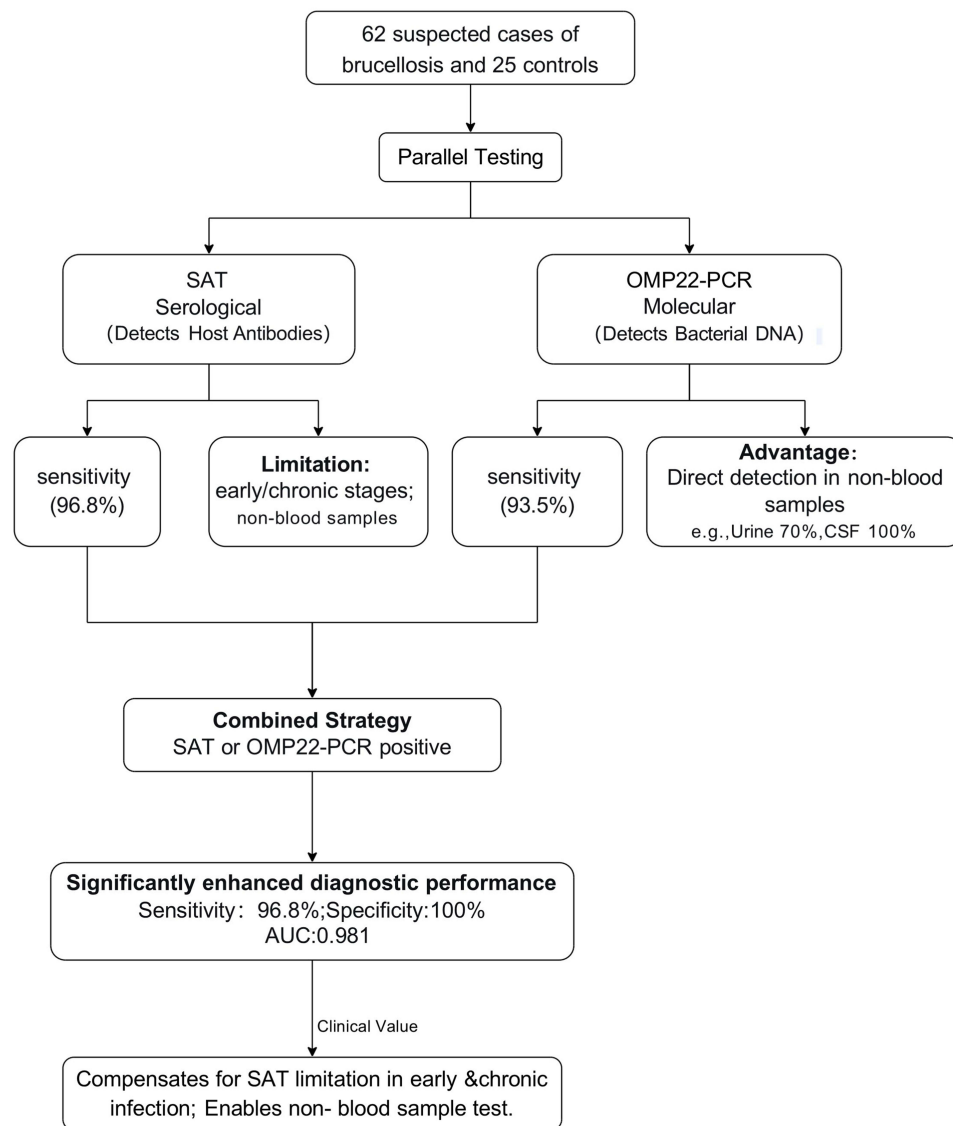 62 suspected cases of
brucellosis and 25 controls
Parallel Testing
SAT
Serological
(Detects Host Antibodies)
OMP22-PCR
Molecular
(Detects Bacterial DNA)
sensitivity
(96.8%)
Limitation:
early/chronic stages;
non-blood samples
sensitivity
(93.5%)
Advantage:
Direct detection in non-blood
samples
e.g.,Urine 70%,CSF 100%
Combined Strategy
SAT or OMP22-PCR positive
Significantly enhanced diagnostic performance
Sensitivity: 96.8%;Specificity:100%
AUC:0.981
Clinical Value
Compensates for SAT limitation in early &chronic
infection; Enables non- blood sample test.